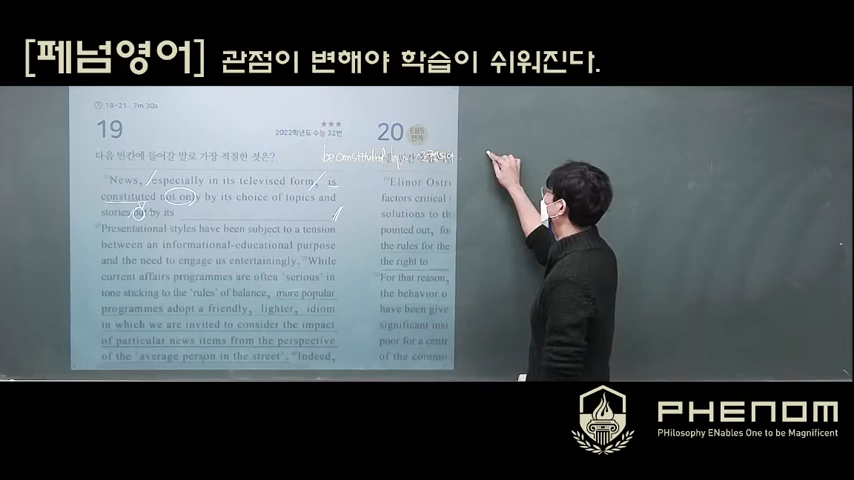 [페넘영어] 관점이 변해야 학습이 쉬워진다.
19-21 7m 30s
19
★★★
2022학년도 수능 32번
다음 빈칸에 들어갈 말로 가장 적절한 것은?
be constituted by
News, especially in its televised form, is
constituted not only by its choice of topics and
stories but by its
Presentational styles have been subject to a tension
between an informational-educational purpose
and the need to engage us entertainingly. While
current affairs programmes are often 'serious' in
tone sticking to the 'rules' of balance, more popular
programmes adopt a friendly, lighter, idiom
in which we are invited to consider the impact
of particular news items from the perspective
of the 'average person in the street'. Indeed,
20 EBS
Elinor Ostr
factors critical
solutions to th
pointed out, fo
the rules for the
the right to
For that reason,
the behavior o
have been give
significant insi
poor for a centr
of the commo
PHENOM
PHilosophy ENables One to be Magnificent